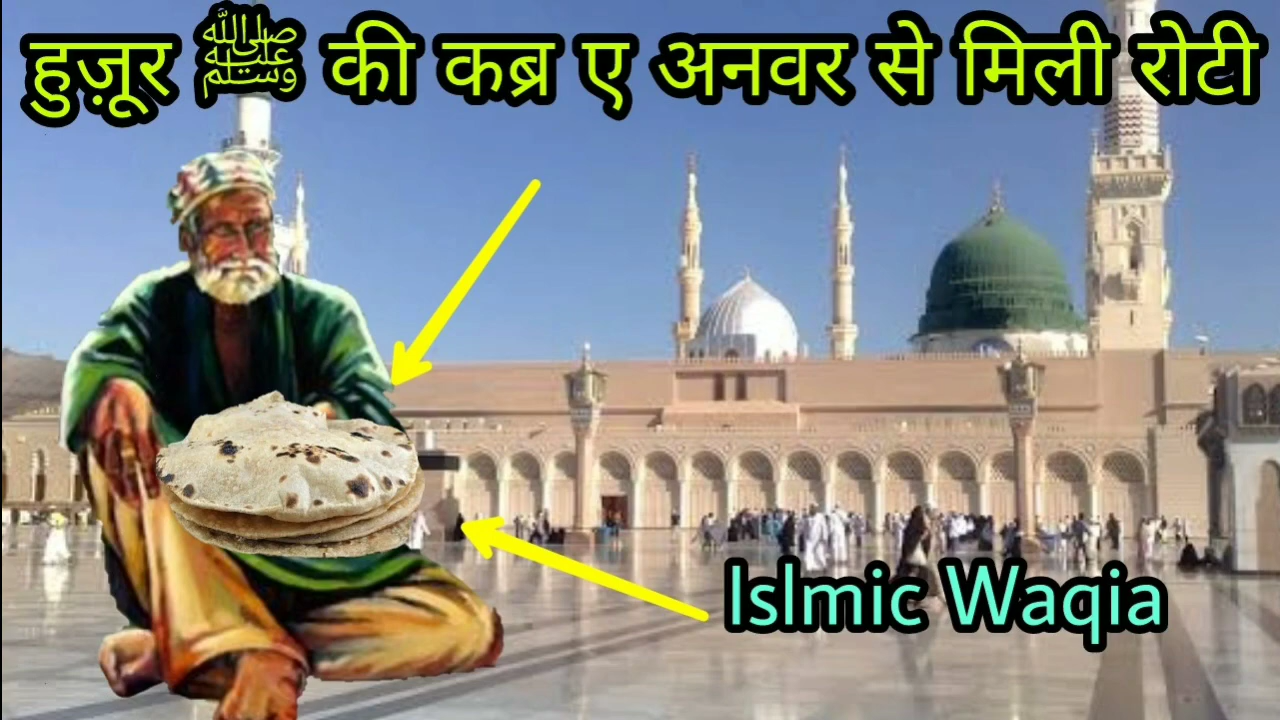 हुज़ूर ﷺ की कब्र ए अनवर से मिली रोटी
Islmic Waqia